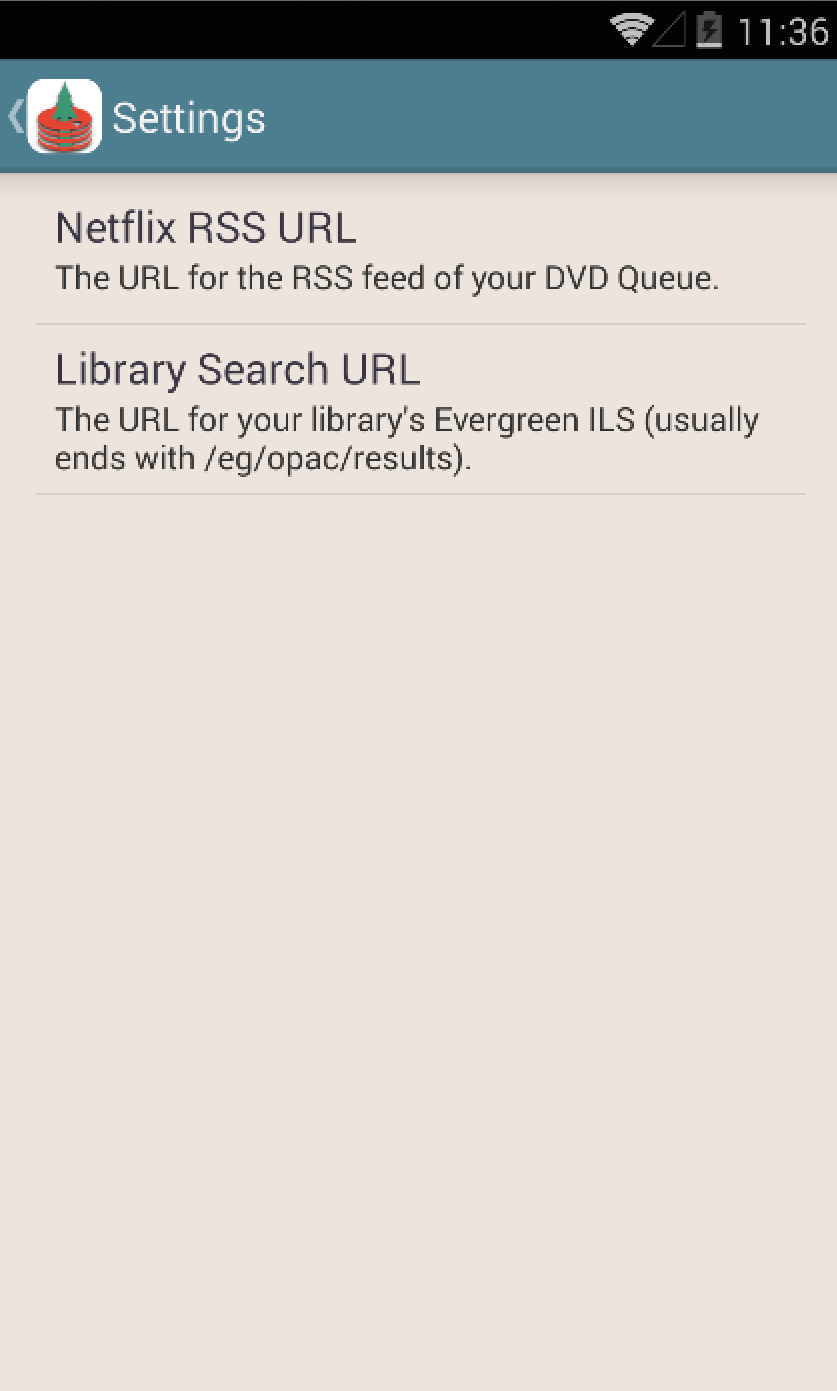 11:36
Settings
Netflix RSS URL
The URL for the RSS feed of your DVD Queue.
Library Search URL
The URL for your library's Evergreen ILS (usually
ends with /eg/opac/results).